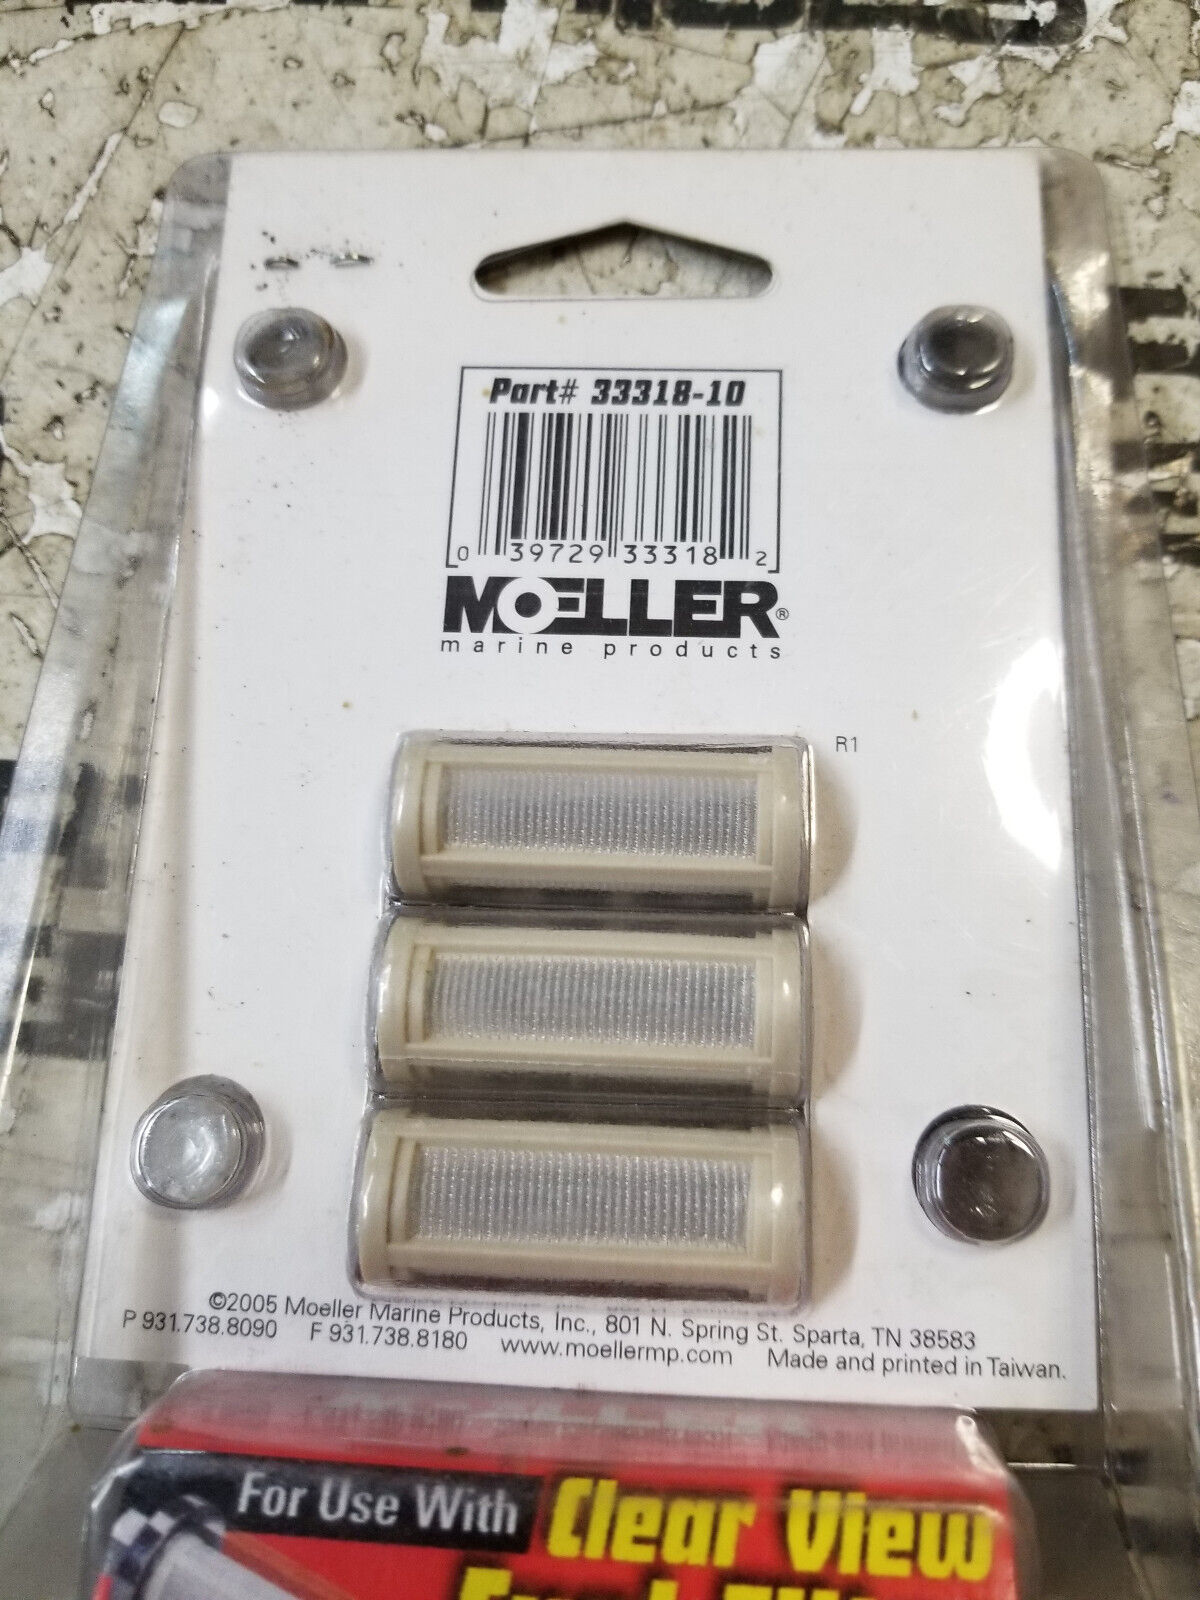 Part# 33318-10
0 39729 33318 2
MOELLER®
marine products
R1
©2005 Moeller Marine Products, Inc., 801 N. Spring St. Sparta, TN 38583
P 931.738.8090 F 931.738.8180 www.moellermp.com Made and printed in Taiwan.
For Use With Clear View